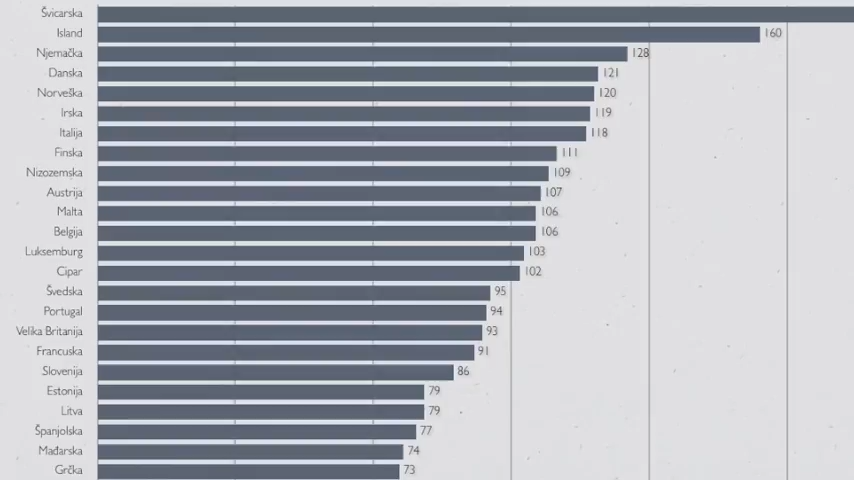 Švicarska
Island 160
Njemačka 128
Danska 121
Norveška 120
Irska 119
Italija 118
Finska 111
Nizozemska 109
Austrija 107
Malta 106
Belgija 106
Luksemburg 103
Cipar 102
Švedska 95
Portugal 94
Velika Britanija 93
Francuska 91
Slovenija 86
Estonija 79
Litva 79
Španjolska 77
Mađarska 74
Grčka 73